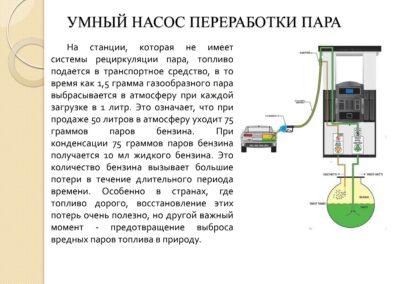 УМНЫЙ НАСОС ПЕРЕРАБОТКИ ПАРА
На станции, которая не имеет
системы рециркуляции пара, топливо
подается в транспортное средство, в то
время как 1,5 грамма газообразного пара
выбрасывается в атмосферу при каждой
загрузке в 1 литр. Это означает, что при
продаже 50 литров в атмосферу уходит 75
граммов паров бензина. При
конденсации 75 граммов паров бензина
получается 10 мл жидкого бензина. Это
количество бензина вызывает большие
потери в течение длительного периода
времени. Особенно в странах, где
топливо дорого, восстановление этих
потерь очень полезно, но другой важный
момент - предотвращение выброса
вредных паров топлива в природу.